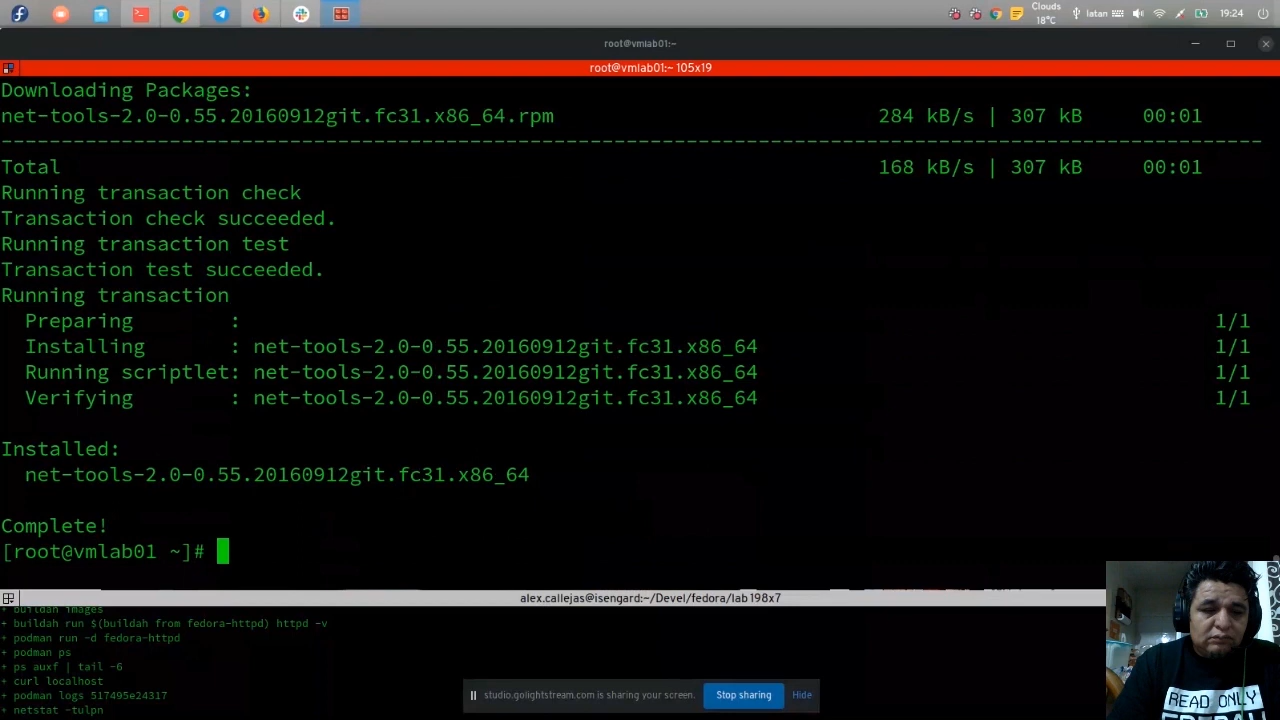 Clouds
18°C
latan
19:24
root@vmlab01:~
root@vmlab01:~ 105x19
Downloading Packages:
net-tools-2.0-0.55.20160912git.fc31.x86_64.rpm 284 kB/s | 307 kB 00:01
--------------------------------------------------------------------------------
Total 168 kB/s | 307 kB 00:01
Running transaction check
Transaction check succeeded.
Running transaction test
Transaction test succeeded.
Running transaction
Preparing : 1/1
Installing : net-tools-2.0-0.55.20160912git.fc31.x86_64 1/1
Running scriptlet: net-tools-2.0-0.55.20160912git.fc31.x86_64 1/1
Verifying : net-tools-2.0-0.55.20160912git.fc31.x86_64 1/1
Installed:
net-tools-2.0-0.55.20160912git.fc31.x86_64
Complete!
[root@vmlab01 ~]#
alex.callejas@isengard:~/Devel/fedora/lab 198x7
+ buildah images
+ buildah run $(buildah from fedora-httpd) httpd -v
+ podman run -d fedora-httpd
+ podman ps
+ ps auxf | tail -6
+ curl localhost
+ podman logs 517495e24317
+ netstat -tulpn
studio.golightstream.com is sharing your screen.
Stop sharing
Hide
READ ONLY